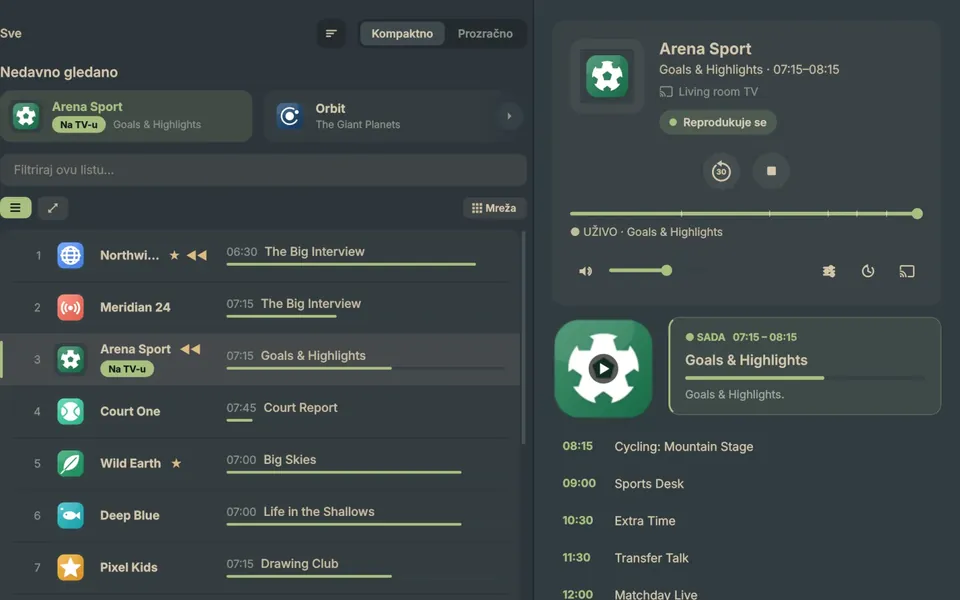 Sve
Kompaktno
Prozračno
Nedavno gledano
Arena Sport
Na TV-u Goals & Highlights
Orbit
The Giant Planets
Filtriraj ovu listu...
Mreža
1 Northwi... 06:30 The Big Interview
2 Meridian 24 07:15 The Big Interview
3 Arena Sport 07:15 Goals & Highlights
Na TV-u
4 Court One 07:45 Court Report
5 Wild Earth 07:00 Big Skies
6 Deep Blue 07:00 Life in the Shallows
7 Pixel Kids 07:15 Drawing Club
Arena Sport
Goals & Highlights · 07:15–08:15
Living room TV
Reprodukuje se
30
UŽIVO · Goals & Highlights
SADA 07:15 – 08:15
Goals & Highlights
Goals & Highlights.
08:15 Cycling: Mountain Stage
09:00 Sports Desk
10:30 Extra Time
11:30 Transfer Talk
12:00 Matchday Live